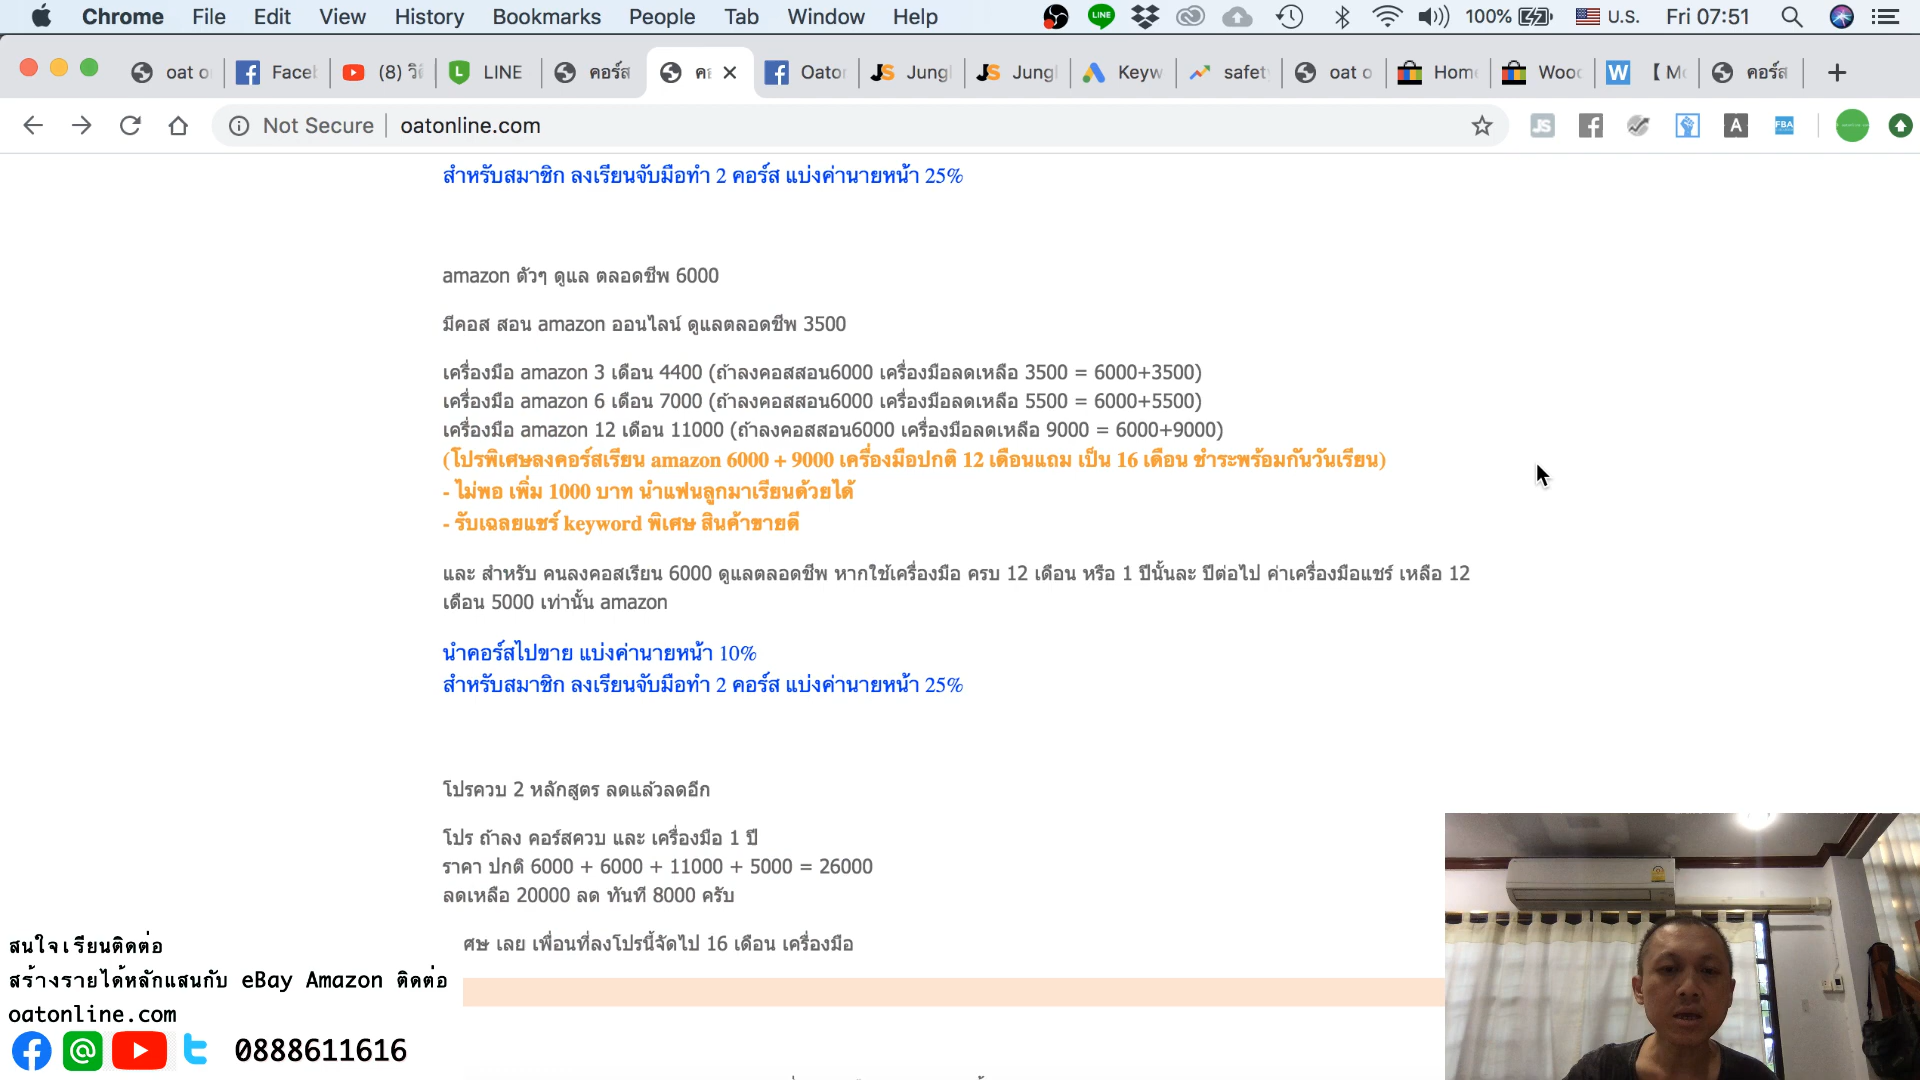 Chrome File Edit View History Bookmarks People Tab Window Help LINE 100% U.S. Fri 07:51
oat o Facel (8) วิ LINE คอร์ส ค Oator JS Jungl JS Jungl Keyw safet oat o Hom Wood W คอร์ส
Not Secure oatonline.com JS A FBA
สำหรับสมาชิก ลงเรียนจับมือทำ 2 คอร์ส แบ่งค่านายหน้า 25%
amazon ตัวๆ ดูแล ตลอดชีพ 6000
มีคอส สอน amazon ออนไลน์ ดูแลตลอดชีพ 3500
เครื่องมือ amazon 3 เดือน 4400 (ถ้าลงคอสสอน6000 เครื่องมือลดเหลือ 3500 = 6000+3500)
เครื่องมือ amazon 6 เดือน 7000 (ถ้าลงคอสสอน6000 เครื่องมือลดเหลือ 5500 = 6000+5500)
เครื่องมือ amazon 12 เดือน 11000 (ถ้าลงคอสสอน6000 เครื่องมือลดเหลือ 9000 = 6000+9000)
(โปรพิเศษลงคอร์สเรียน amazon 6000 + 9000 เครื่องมือปกติ 12 เดือนแถม เป็น 16 เดือน ชำระพร้อมกันวันเรียน)
- ไม่พอ เพิ่ม 1000 บาท นำแฟนลูกมาเรียนด้วยได้
- รับเฉลยแชร์ keyword พิเศษ สินค้าขายดี
และ สำหรับ คนลงคอสเรียน 6000 ดูแลตลอดชีพ หากใช้เครื่องมือ ครบ 12 เดือน หรือ 1 ปีนั้นละ ปีต่อไป ค่าเครื่องมือแชร์ เหลือ 12
เดือน 5000 เท่านั้น amazon
นำคอร์สไปขาย แบ่งค่านายหน้า 10%
สำหรับสมาชิก ลงเรียนจับมือทำ 2 คอร์ส แบ่งค่านายหน้า 25%
โปรควบ 2 หลักสูตร ลดแล้วลดอีก
โปร ถ้าลง คอร์สควบ และ เครื่องมือ 1 ปี
ราคา ปกติ 6000 + 6000 + 11000 + 5000 = 26000
ลดเหลือ 20000 ลด ทันที 8000 ครับ
ศษ เลย เพื่อนที่ลงโปรนี้จัดไป 16 เดือน เครื่องมือ
สนใจเรียนติดต่อ
สร้างรายได้หลักแสนกับ eBay Amazon ติดต่อ
oatonline.com
0888611616